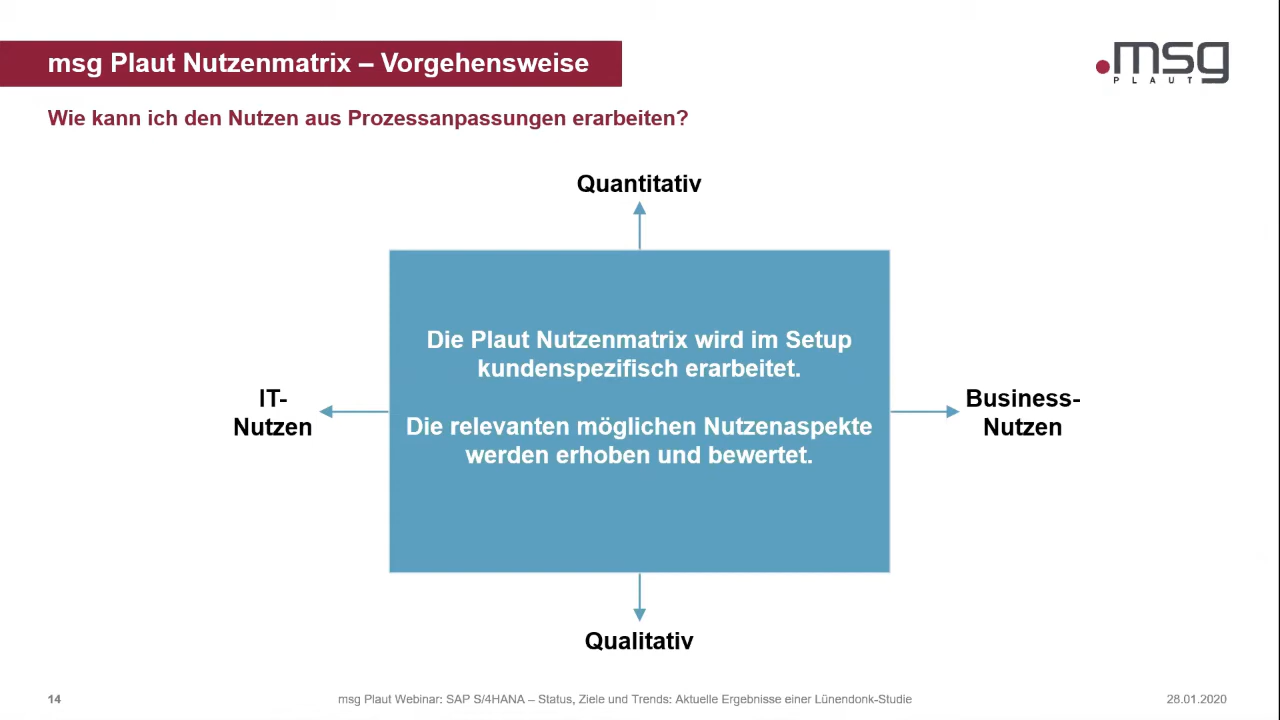 msg Plaut Nutzenmatrix – Vorgehensweise
.msg
PLAUT
Wie kann ich den Nutzen aus Prozessanpassungen erarbeiten?
Quantitativ
Die Plaut Nutzenmatrix wird im Setup
kundenspezifisch erarbeitet.
IT-
Nutzen
Business-
Nutzen
Die relevanten möglichen Nutzenaspekte
werden erhoben und bewertet.
Qualitativ
14
msg Plaut Webinar: SAP S/4HANA – Status, Ziele und Trends: Aktuelle Ergebnisse einer Lünendonk-Studie
28.01.2020